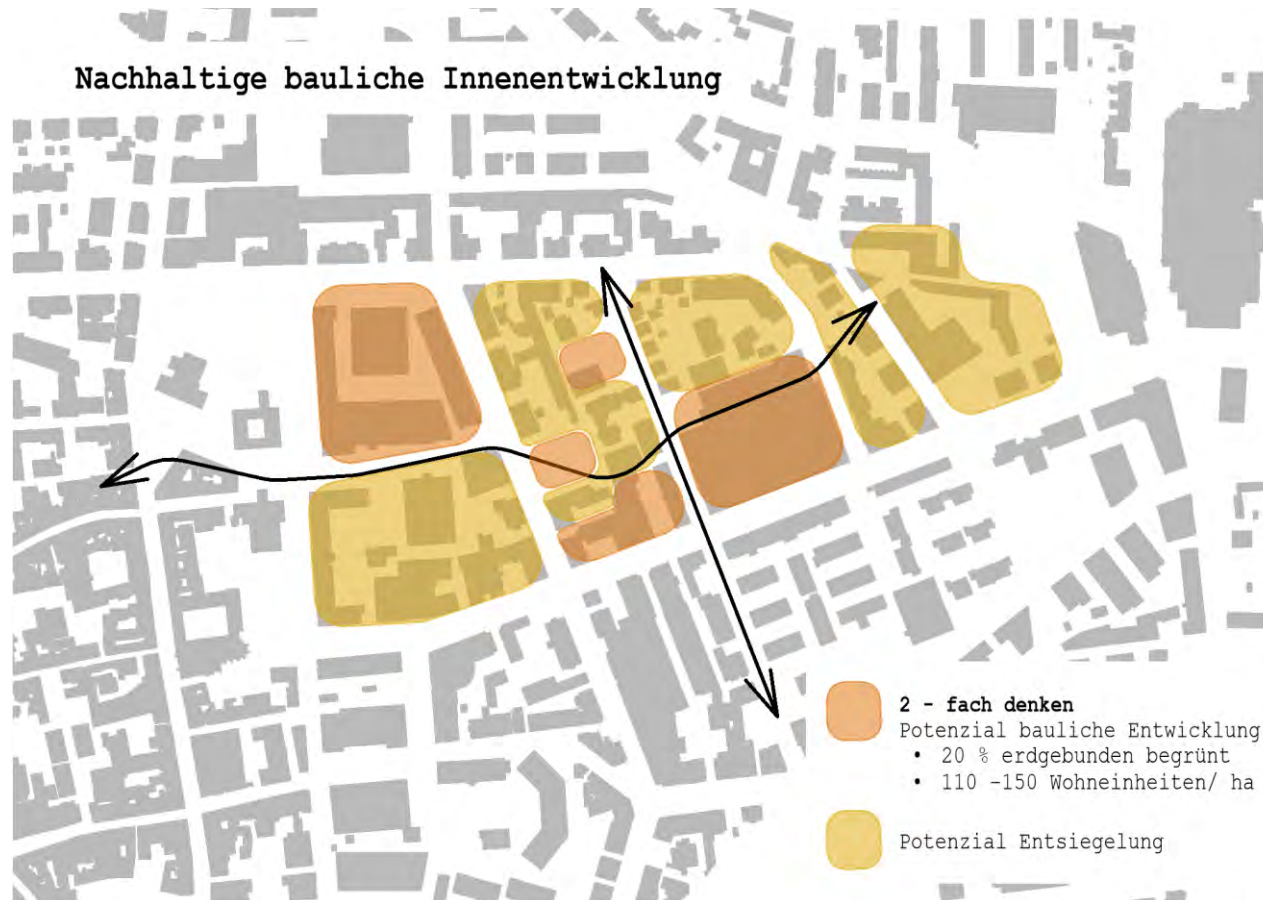 Nachhaltige bauliche Innenentwicklung
2 - fach denken
Potenzial bauliche Entwicklung
• 20 % erdgebunden begrünt
• 110 -150 Wohneinheiten/ ha
Potenzial Entsiegelung